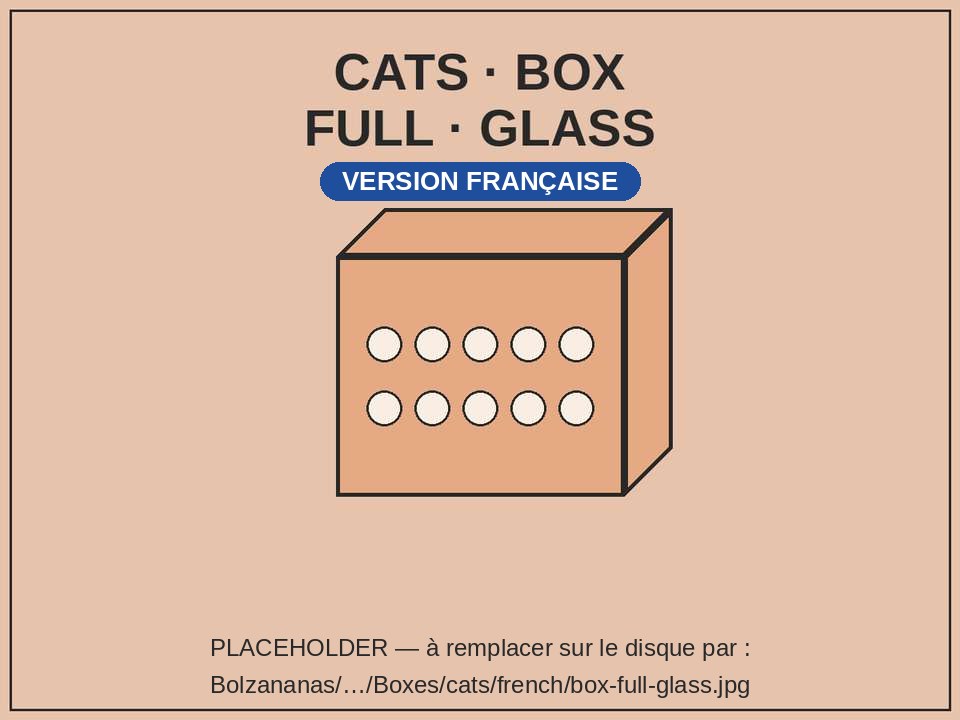 CATS · BOX
FULL · GLASS
VERSION FRANÇAISE
PLACEHOLDER — à remplacer sur le disque par :
Bolzananas/…/Boxes/cats/french/box-full-glass.jpg